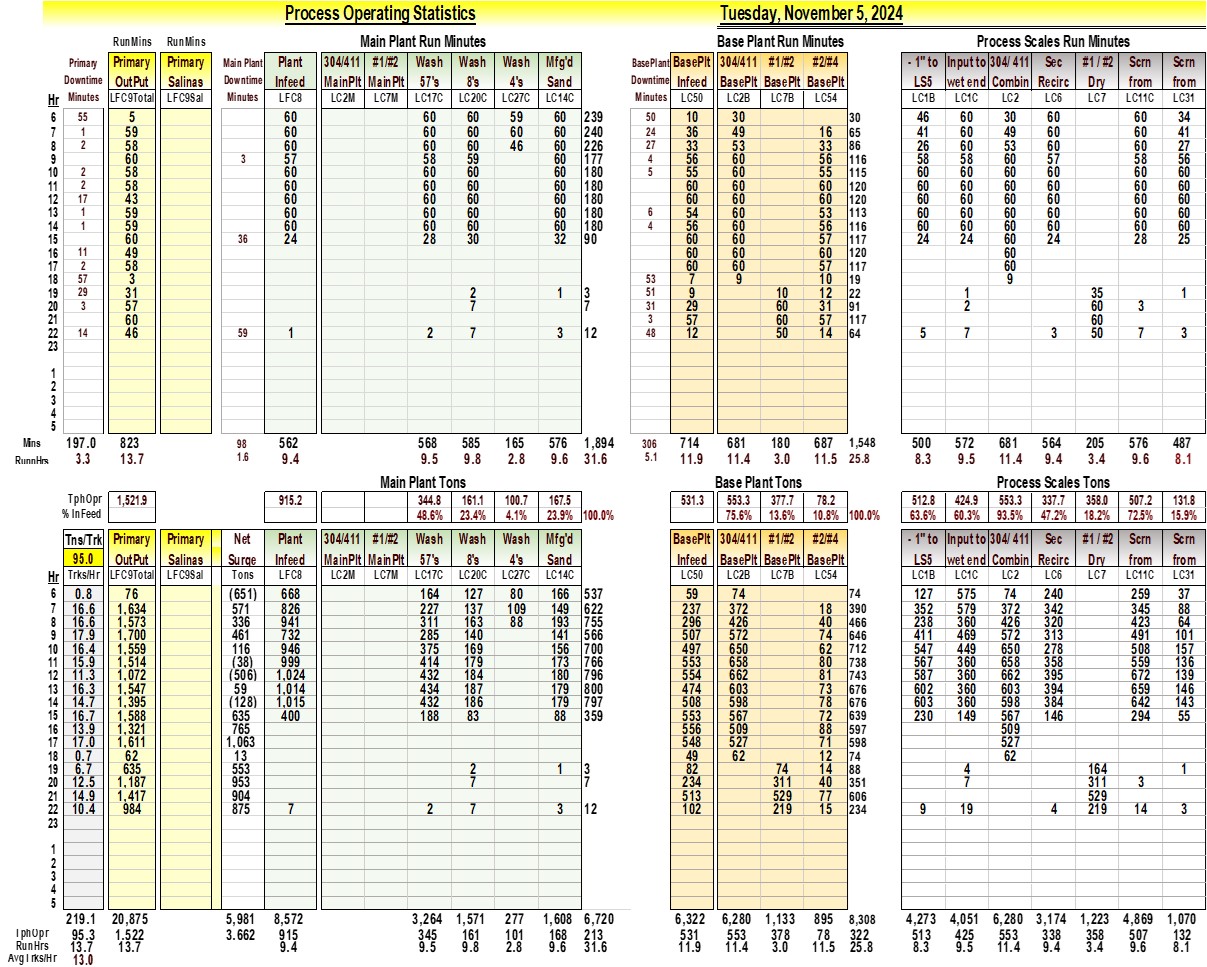 Process Operating Statistics Tuesday, November 5, 2024
RunMins RunMins Main Plant Run Minutes Base Plant Run Minutes Process Scales Run Minutes
Primary Primary Primary Main Plant Plant 304/411 #1/#2 Wash Wash Wash Mfg'd BasePlant BasePlt 304/411 #1/#2 #2/#4 - 1" to Input to 304/ 411 Sec #1 / #2 Scrn Scrn
Downtime OutPut Salinas Downtime Infeed MainPlt MainPlt 57's 8's 4's Sand Downtime Infeed BasePlt BasePlt BasePlt LS5 wet end Combin Recirc Dry from from
Hr Minutes LFC9Total LFC9Sal Minutes LFC8 LC2M LC7M LC17C LC20C LC27C LC14C Minutes LC50 LC2B LC7B LC54 LC1B LC1C LC2 LC6 LC7 LC11C LC31
6 55 5 60 60 60 59 60 239 50 10 30 30 46 60 30 60 60 34
7 1 59 60 60 60 60 60 240 24 36 49 16 65 41 60 49 60 60 41
8 2 58 60 60 60 46 60 226 27 33 53 33 86 26 60 53 60 60 27
9 60 3 57 58 59 60 177 4 56 60 56 116 58 58 60 57 58 56
10 2 58 60 60 60 60 180 5 55 60 55 115 60 60 60 60 60 60
11 2 58 60 60 60 60 180 60 60 60 120 60 60 60 60 60 60
12 17 43 60 60 60 60 180 60 60 60 120 60 60 60 60 60 60
13 1 59 60 60 60 60 180 6 54 60 53 113 60 60 60 60 60 60
14 1 59 60 60 60 60 180 4 56 60 56 116 60 60 60 60 60 60
15 60 36 24 28 30 32 90 60 60 57 117 24 24 60 24 28 25
16 11 49 60 60 60 120 60
17 2 58 60 60 57 117 60
18 57 3 53 7 9 10 19 9
19 29 31 2 1 3 51 9 10 12 22 1 35 1
20 3 57 7 7 31 29 60 31 91 2 60 3
21 60 3 57 60 57 117 60
22 14 46 59 1 2 7 3 12 48 12 50 14 64 5 7 3 50 7 3
23
1
2
3
4
5
Mins 197.0 823 98 562 568 585 165 576 1,894 306 714 681 180 687 1,548 500 572 681 564 205 576 487
RunnHrs 3.3 13.7 1.6 9.4 9.5 9.8 2.8 9.6 31.6 5.1 11.9 11.4 3.0 11.5 25.8 8.3 9.5 11.4 9.4 3.4 9.6 8.1
Main Plant Tons Base Plant Tons Process Scales Tons
TphOpr 1,521.9 915.2 344.8 161.1 100.7 167.5 531.3 553.3 377.7 78.2 512.8 424.9 553.3 337.7 358.0 507.2 131.8
% InFeed 48.6% 23.4% 4.1% 23.9% 100.0% 75.6% 13.6% 10.8% 100.0% 63.6% 60.3% 93.5% 47.2% 18.2% 72.5% 15.9%
Tns/Trk Primary Primary Net Plant 304/411 #1/#2 Wash Wash Wash Mfg'd BasePlt 304/411 #1/#2 #2/#4 - 1" to Input to 304/ 411 Sec #1 / #2 Scrn Scrn
95.0 OutPut Salinas Surge Infeed MainPlt MainPlt 57's 8's 4's Sand Infeed BasePlt BasePlt BasePlt LS5 wet end Combin Recirc Dry from from
Hr Trks/Hr LFC9Total LFC9Sal Tons LFC8 LC2M LC7M LC17C LC20C LC27C LC14C LC50 LC2B LC7B LC54 LC1B LC1C LC2 LC6 LC7 LC11C LC31
6 0.8 76 (651) 668 164 127 80 166 537 59 74 74 127 575 74 240 259 37
7 16.6 1,634 571 826 227 137 109 149 622 237 372 18 390 352 579 372 342 345 88
8 16.6 1,573 336 941 311 163 88 193 755 296 426 40 466 238 360 426 320 423 64
9 17.9 1,700 461 732 285 140 141 566 507 572 74 646 411 469 572 313 491 101
10 16.4 1,559 116 946 375 169 156 700 497 650 62 712 547 449 650 278 508 157
11 15.9 1,514 (38) 999 414 179 173 766 553 658 80 738 567 360 658 358 559 136
12 11.3 1,072 (506) 1,024 432 184 180 796 554 662 81 743 587 360 662 395 672 139
13 16.3 1,547 59 1,014 434 187 179 800 474 603 73 676 602 360 603 394 659 146
14 14.7 1,395 (128) 1,015 432 186 179 797 508 598 78 676 603 360 598 384 642 143
15 16.7 1,588 635 400 188 83 88 359 553 567 72 639 230 149 567 146 294 55
16 13.9 1,321 765 556 509 88 597 509
17 17.0 1,611 1,063 548 527 71 598 527
18 0.7 62 13 49 62 12 74 62
19 6.7 635 553 2 1 3 82 74 14 88 4 164 1
20 12.5 1,187 953 7 7 234 311 40 351 7 311 3
21 14.9 1,417 904 513 529 77 606 529
22 10.4 984 875 7 2 7 3 12 102 219 15 234 9 19 4 219 14 3
23
1
2
3
4
5
219.1 20,875 5,981 8,572 3,264 1,571 277 1,608 6,720 6,322 6,280 1,133 895 8,308 4,273 4,051 6,280 3,174 1,223 4,869 1,070
TphOpr 95.3 1,522 3,662 915 345 161 101 168 213 531 553 378 78 322 513 425 553 338 358 507 132
RunHrs 13.7 13.7 9.4 9.5 9.8 2.8 9.6 31.6 11.9 11.4 3.0 11.5 25.8 8.3 9.5 11.4 9.4 3.4 9.6 8.1
AvgTrks/Hr 13.0